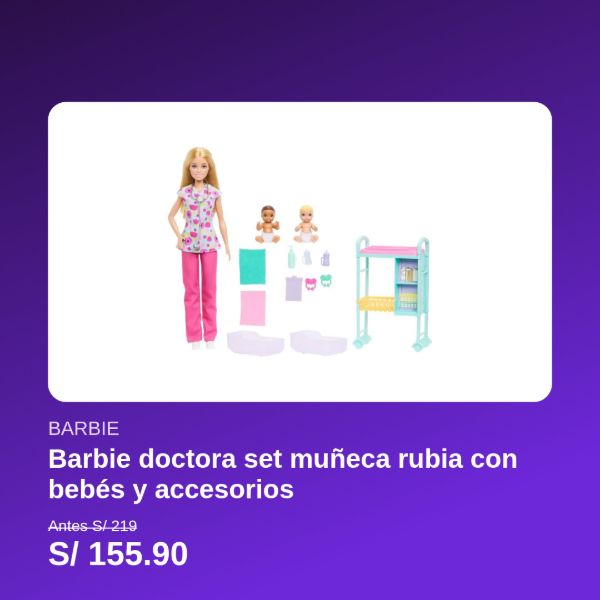 BARBIE
Barbie doctora set muñeca rubia con
bebés y accesorios
Antes S/ 219
S/ 155.90